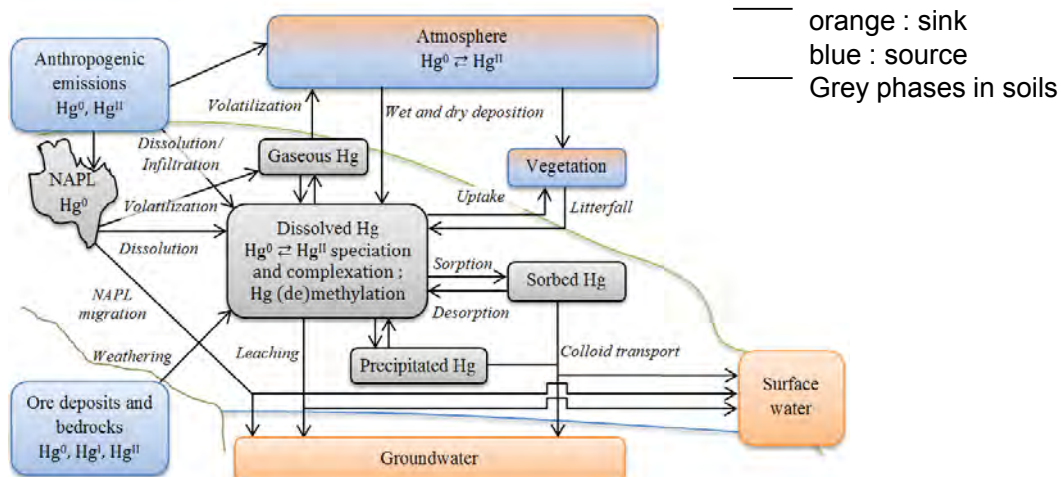 orange : sink
blue : source
Grey phases in soils
Atmosphere
Hg⁰ ⇄ Hgᴵᴵ
Anthropogenic
emissions
Hg⁰, Hgᴵᴵ
Volatilization
Wet and dry deposition
Dissolution/
Infiltration
Gaseous Hg
Vegetation
NAPL
Hg⁰
Volatilization
Uptake
Litterfall
Dissolution
Dissolved Hg
Hg⁰ ⇄ Hgᴵᴵ speciation
and complexation ;
Hg (de)methylation
Sorption
Sorbed Hg
Desorption
NAPL
migration
Weathering
Leaching
Precipitated Hg
Colloid transport
Surface
water
Ore deposits and
bedrocks
Hg⁰, Hgᴵ, Hgᴵᴵ
Groundwater